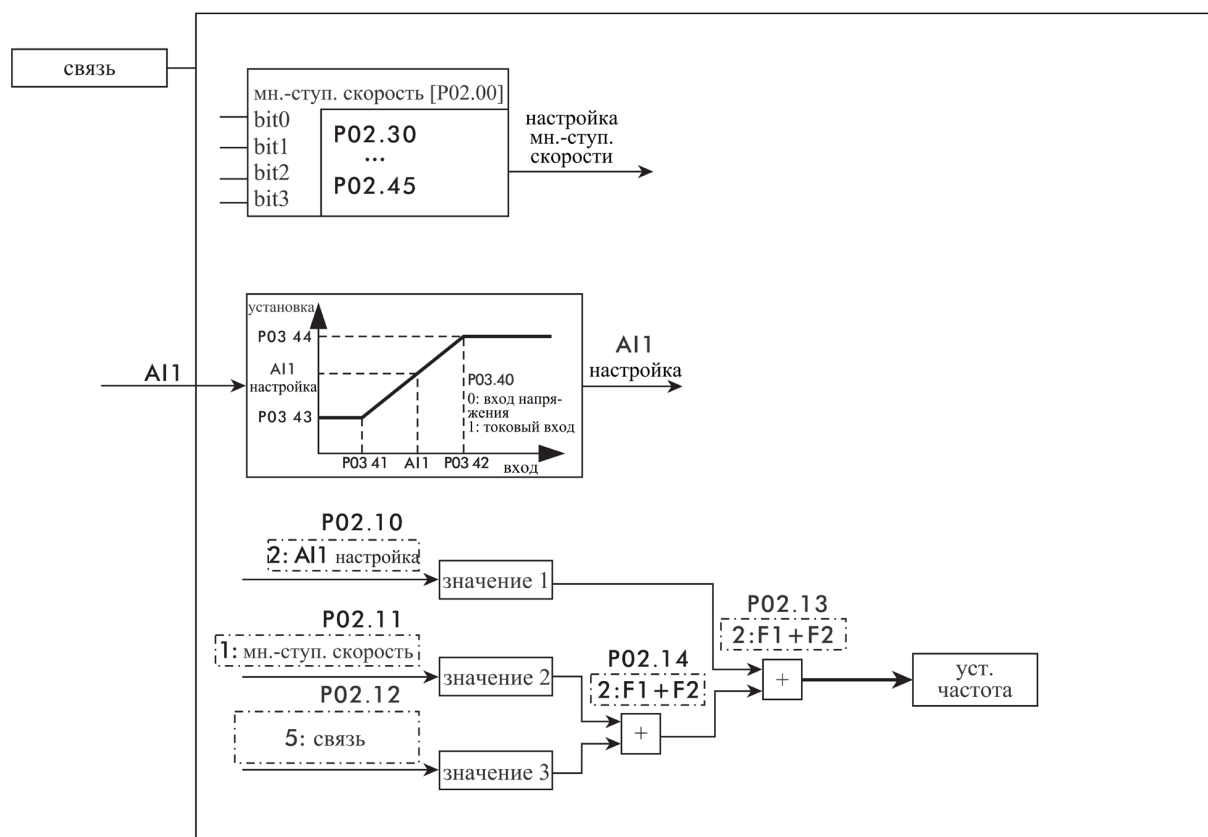 связь
мн.-ступ. скорость [P02.00]
bit0
bit1
bit2
bit3
P02.30
...
P02.45
настройка
мн.-ступ.
скорости
AI1
установка
P03 44
AI1
настройка
P03 43
P03.40
0: вход напря-
жения
1: токовый вход
P03 41
AI1
P03 42
вход
AI1
настройка
P02.10
2: AI1 настройка
значение 1
P02.11
1: мн.-ступ. скорость
значение 2
P02.12
5: связь
значение 3
P02.14
2:F1+F2
+
P02.13
2:F1+F2
+
уст.
частота